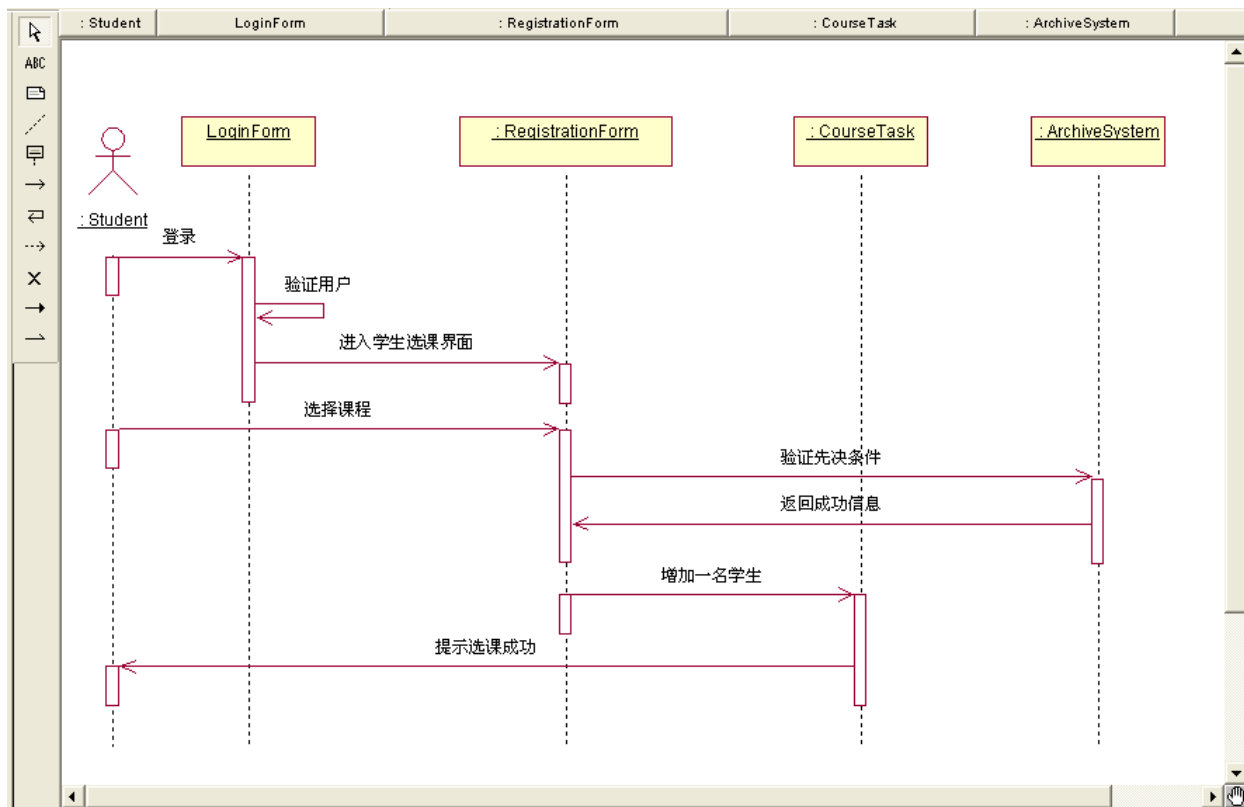 : Student LoginForm : RegistrationForm : CourseTask : ArchiveSystem
ABC
LoginForm : RegistrationForm : CourseTask : ArchiveSystem
: Student
登录
验证用户
进入学生选课界面
选择课程
验证先决条件
返回成功信息
增加一名学生
提示选课成功